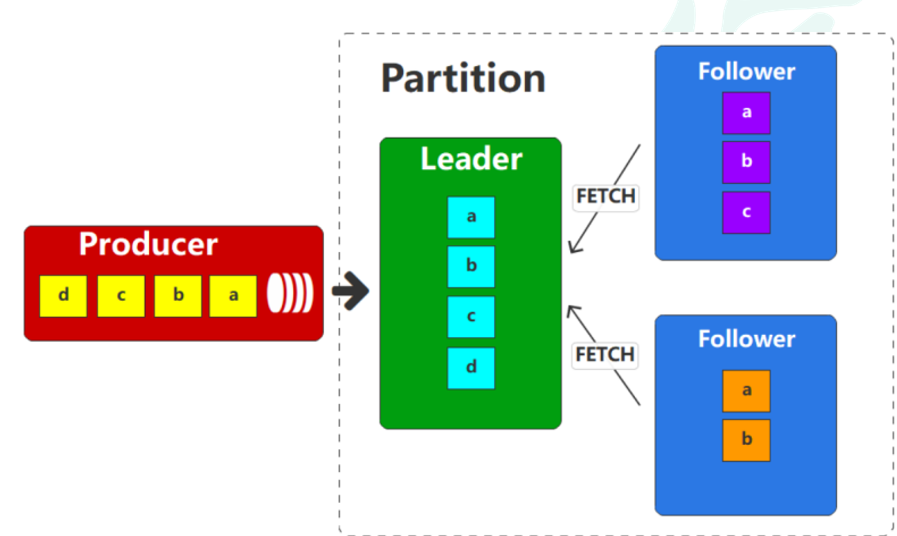 Partition
Producer
d c b a
Leader
a
b
c
d
FETCH
FETCH
Follower
a
b
c
Follower
a
b